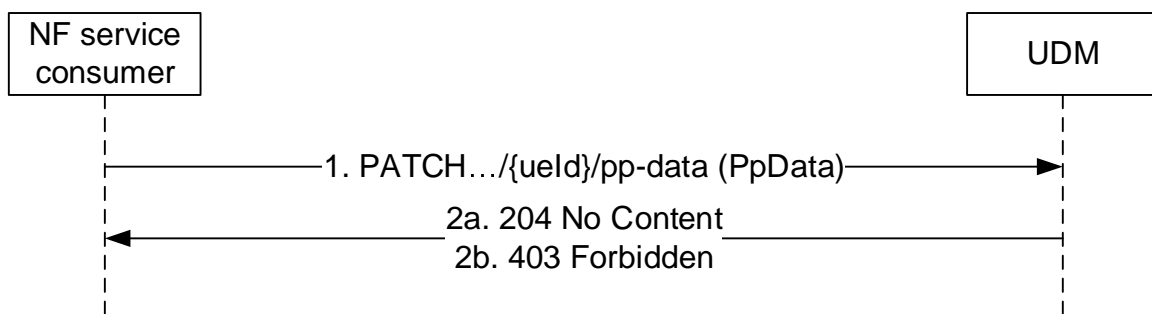 NF service
consumer
UDM
1. PATCH…/{ueId}/pp-data (PpData)
2a. 204 No Content
2b. 403 Forbidden